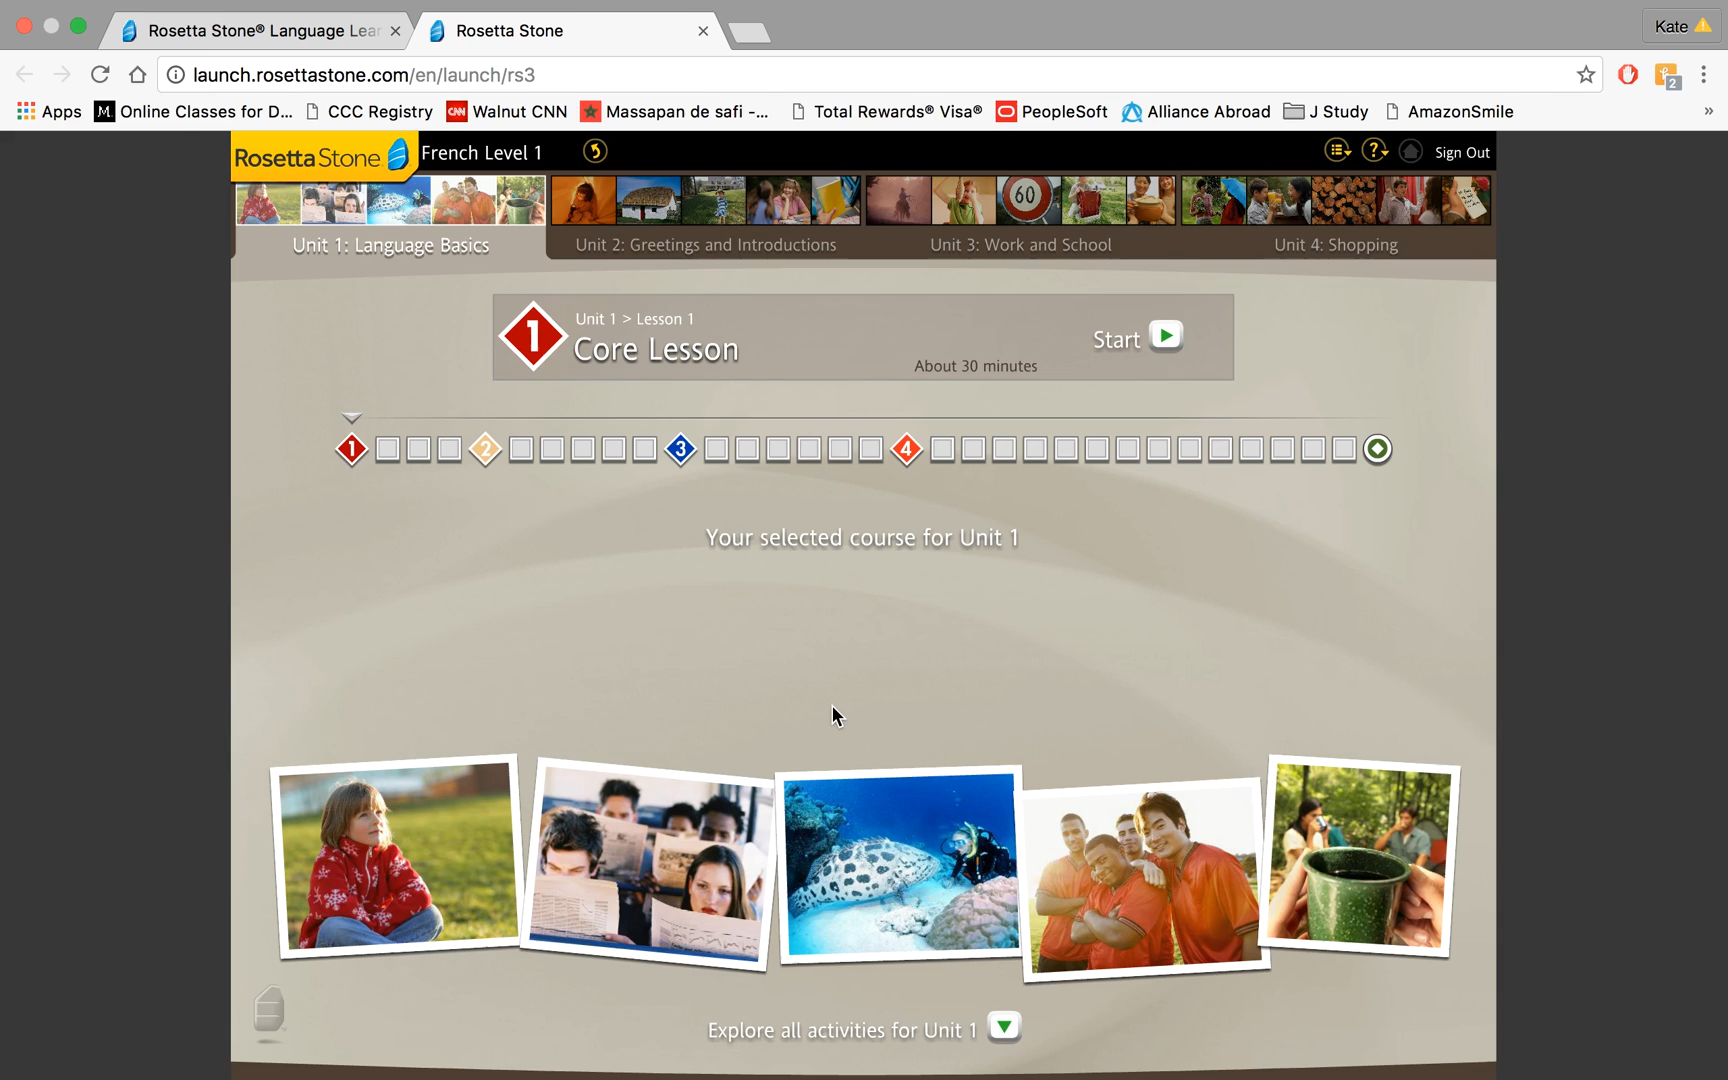 Rosetta Stone® Language Lear
Rosetta Stone
Kate
launch.rosettastone.com/en/launch/rs3
2
Apps
M. Online Classes for D...
CCC Registry
CNN Walnut CNN
Massapan de safi -...
Total Rewards® Visa®
PeopleSoft
Alliance Abroad
J Study
AmazonSmile
»
RosettaStone
French Level 1
?
Sign Out
60
Unit 1: Language Basics
Unit 2: Greetings and Introductions
Unit 3: Work and School
Unit 4: Shopping
1
Unit 1 > Lesson 1
Core Lesson
About 30 minutes
Start
1 2 3 4
Your selected course for Unit 1
Explore all activities for Unit 1